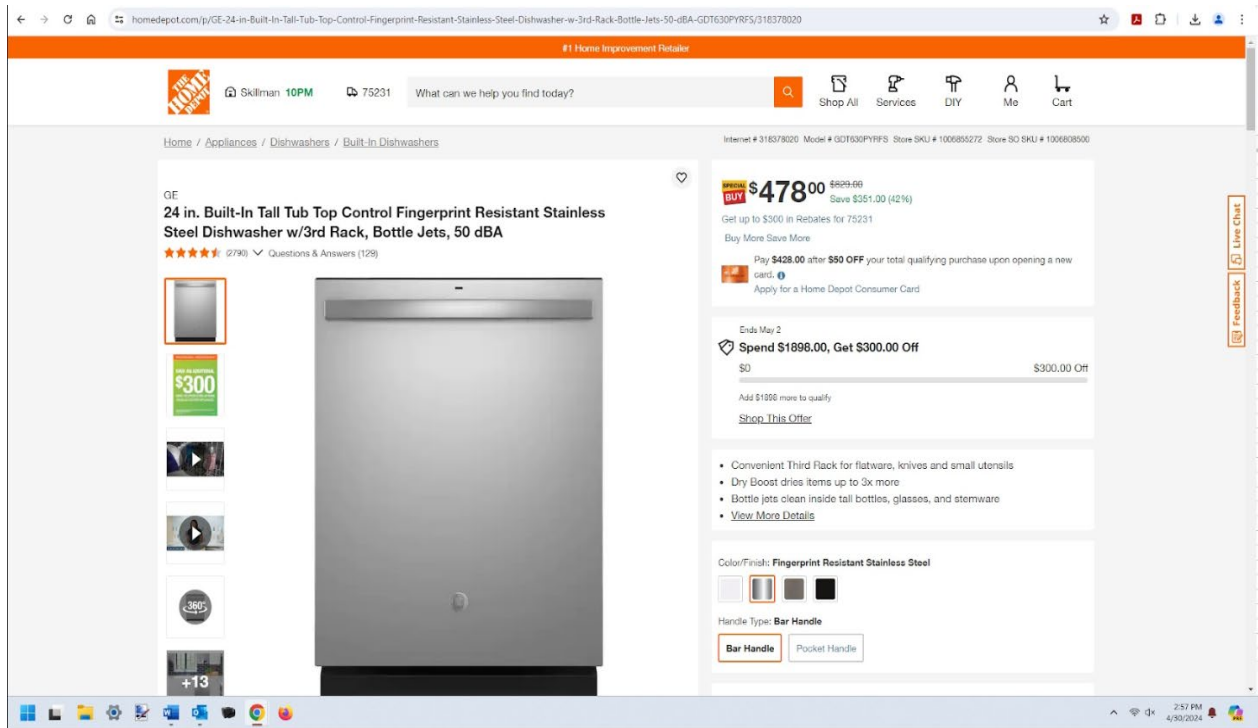 homedepot.com/p/GE-24-in-Built-In-Tall-Tub-Top-Control-Fingerprint-Resistant-Stainless-Steel-Dishwasher-w-3rd-Rack-Bottle-Jets-50-dBA-GDT630PYRFS/318378020
#1 Home Improvement Retailer
THE HOME DEPOT
Skillman 10PM
75231
What can we help you find today?
Shop All
Services
DIY
Me
Cart
Home / Appliances / Dishwashers / Built-In Dishwashers
Internet # 318378020 Model # GDT630PYRFS Store SKU # 1006855272 Store SO SKU # 1006808500
GE
24 in. Built-In Tall Tub Top Control Fingerprint Resistant Stainless
Steel Dishwasher w/3rd Rack, Bottle Jets, 50 dBA
(2790) Questions & Answers (129)
$300
360°
+13
SPECIAL BUY $478 00 $829.00
Save $351.00 (42%)
Get up to $300 in Rebates for 75231
Buy More Save More
Pay $428.00 after $50 OFF your total qualifying purchase upon opening a new
card.
Apply for a Home Depot Consumer Card
Ends May 2
Spend $1898.00, Get $300.00 Off
$0 $300.00 Off
Add $1898 more to qualify
Shop This Offer
• Convenient Third Rack for flatware, knives and small utensils
• Dry Boost dries items up to 3x more
• Bottle jets clean inside tall bottles, glasses, and stemware
• View More Details
Color/Finish: Fingerprint Resistant Stainless Steel
Handle Type: Bar Handle
Bar Handle
Pocket Handle
Live Chat
Feedback
2:57 PM
4/30/2024